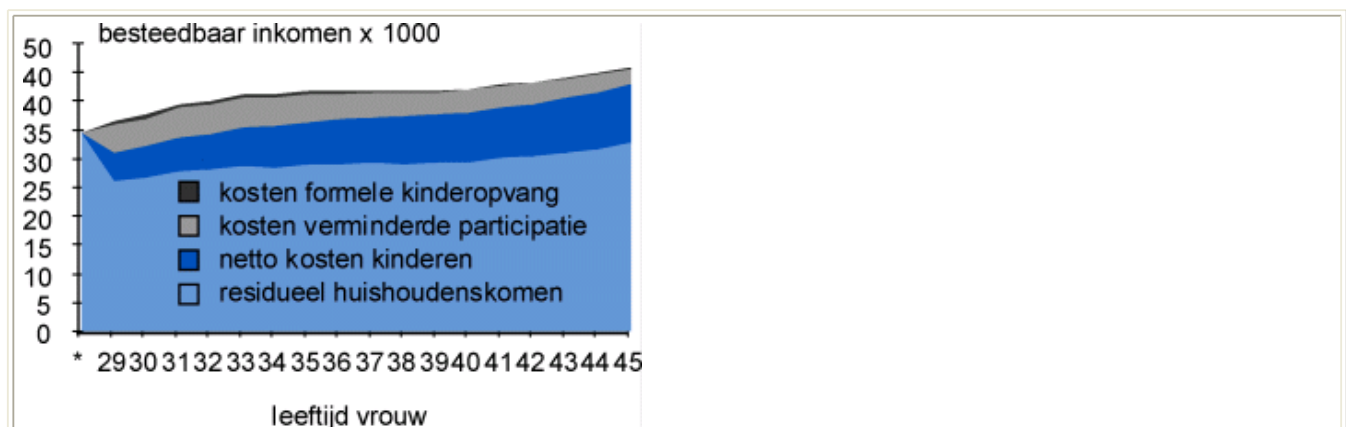 besteedbaar inkomen x 1000
50
40
40
35
30
25
20
15
10
5
0
kosten formele kinderopvang
kosten verminderde participatie
netto kosten kinderen
residueel huishoudenskomen
* 29 30 31 32 33 34 35 36 37 38 39 40 41 42 43 44 45
leeftijd vrouw